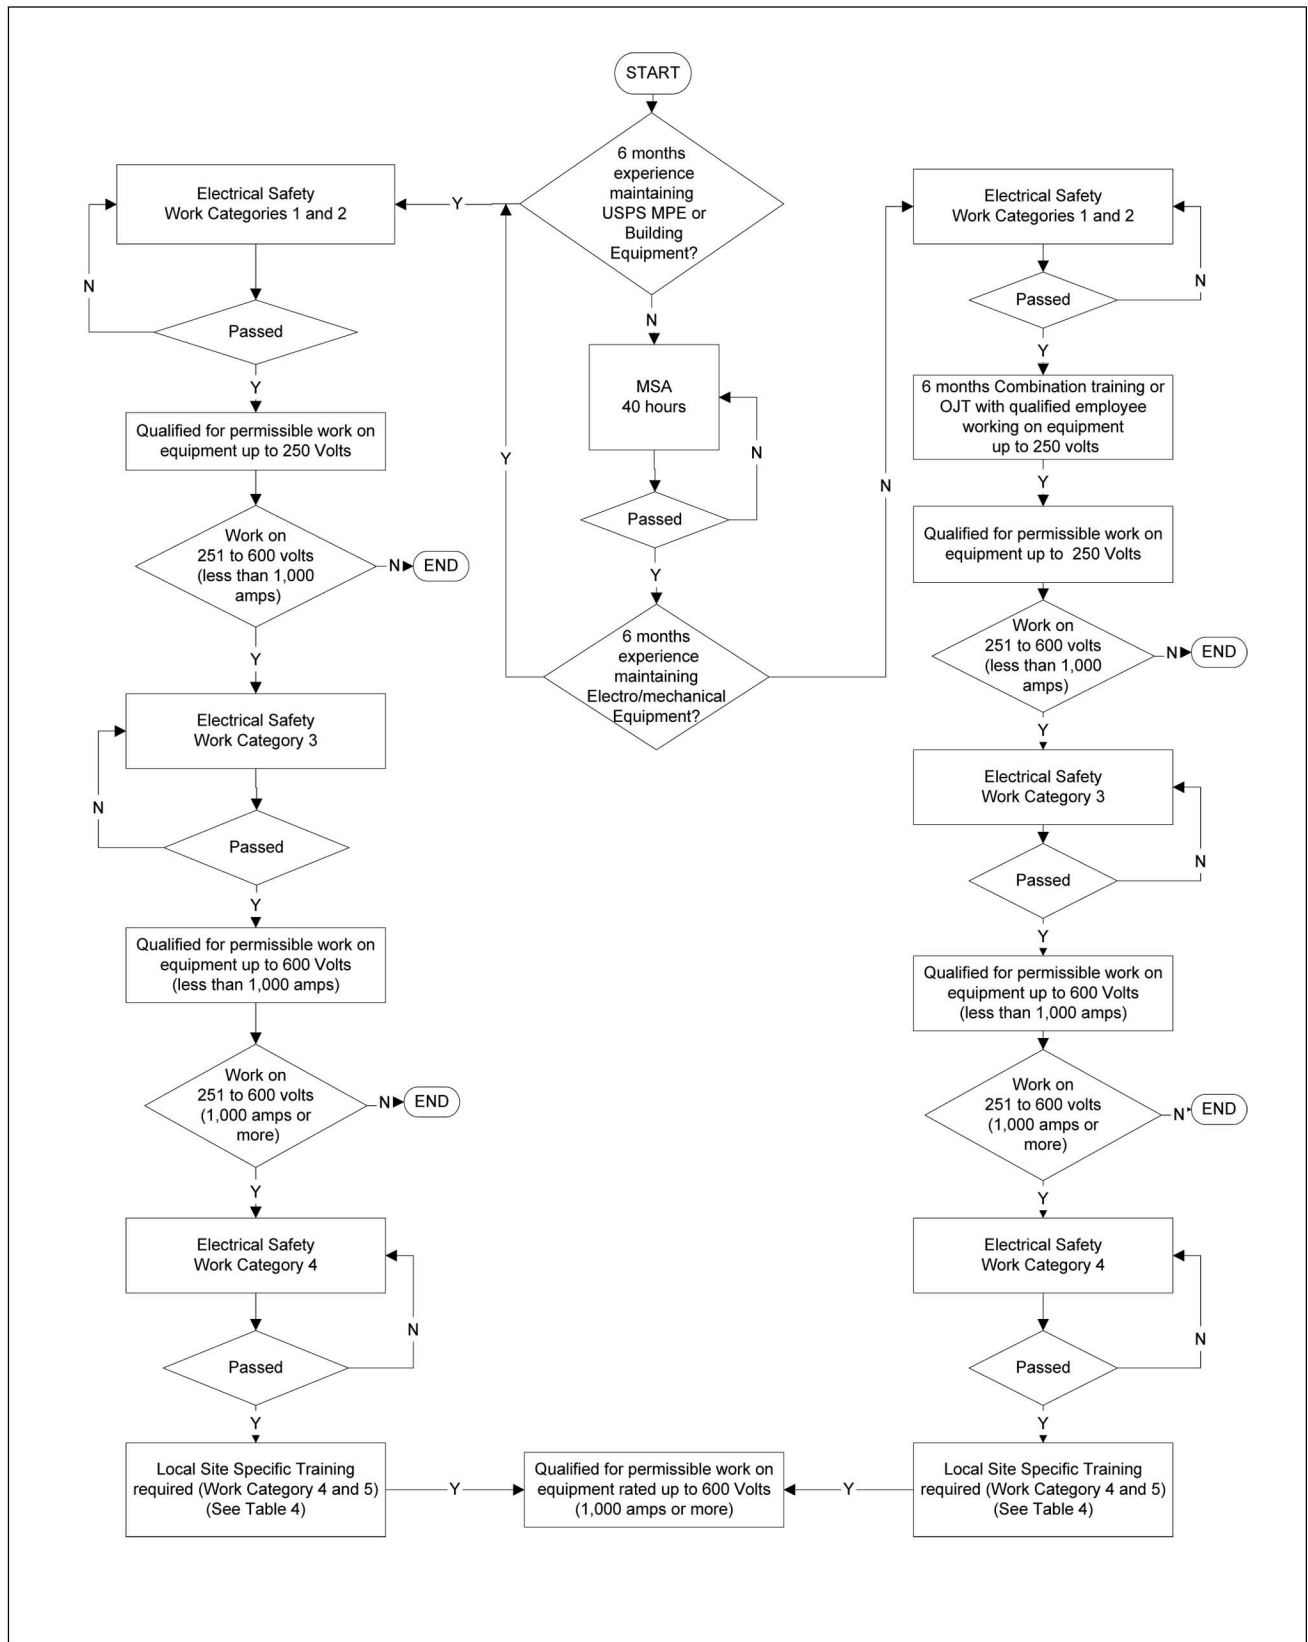 START
6 months
experience
maintaining
USPS MPE or
Building
Equipment?
Y
N
MSA
40 hours
N
Passed
Y
6 months
experience
maintaining
Electro/mechanical
Equipment?
Y
N
Electrical Safety
Work Categories 1 and 2
N
Passed
Y
Qualified for permissible work on
equipment up to 250 Volts
Work on
251 to 600 volts
(less than 1,000
amps)
N
END
Y
Electrical Safety
Work Category 3
N
Passed
Y
Qualified for permissible work on
equipment up to 600 Volts
(less than 1,000 amps)
Work on
251 to 600 volts
(1,000 amps or
more)
N
END
Y
Electrical Safety
Work Category 4
N
Passed
Y
Local Site Specific Training
required (Work Category 4 and 5)
(See Table 4)
Y
Qualified for permissible work on
equipment rated up to 600 Volts
(1,000 amps or more)
Electrical Safety
Work Categories 1 and 2
N
Passed
Y
6 months Combination training or
OJT with qualified employee
working on equipment
up to 250 volts
Y
Qualified for permissible work on
equipment up to 250 Volts
Work on
251 to 600 volts
(less than 1,000
amps)
N
END
Y
Electrical Safety
Work Category 3
N
Passed
Y
Qualified for permissible work on
equipment up to 600 Volts
(less than 1,000 amps)
Work on
251 to 600 volts
(1,000 amps or
more)
N
END
Y
Electrical Safety
Work Category 4
N
Passed
Y
Local Site Specific Training
required (Work Category 4 and 5)
(See Table 4)
Y